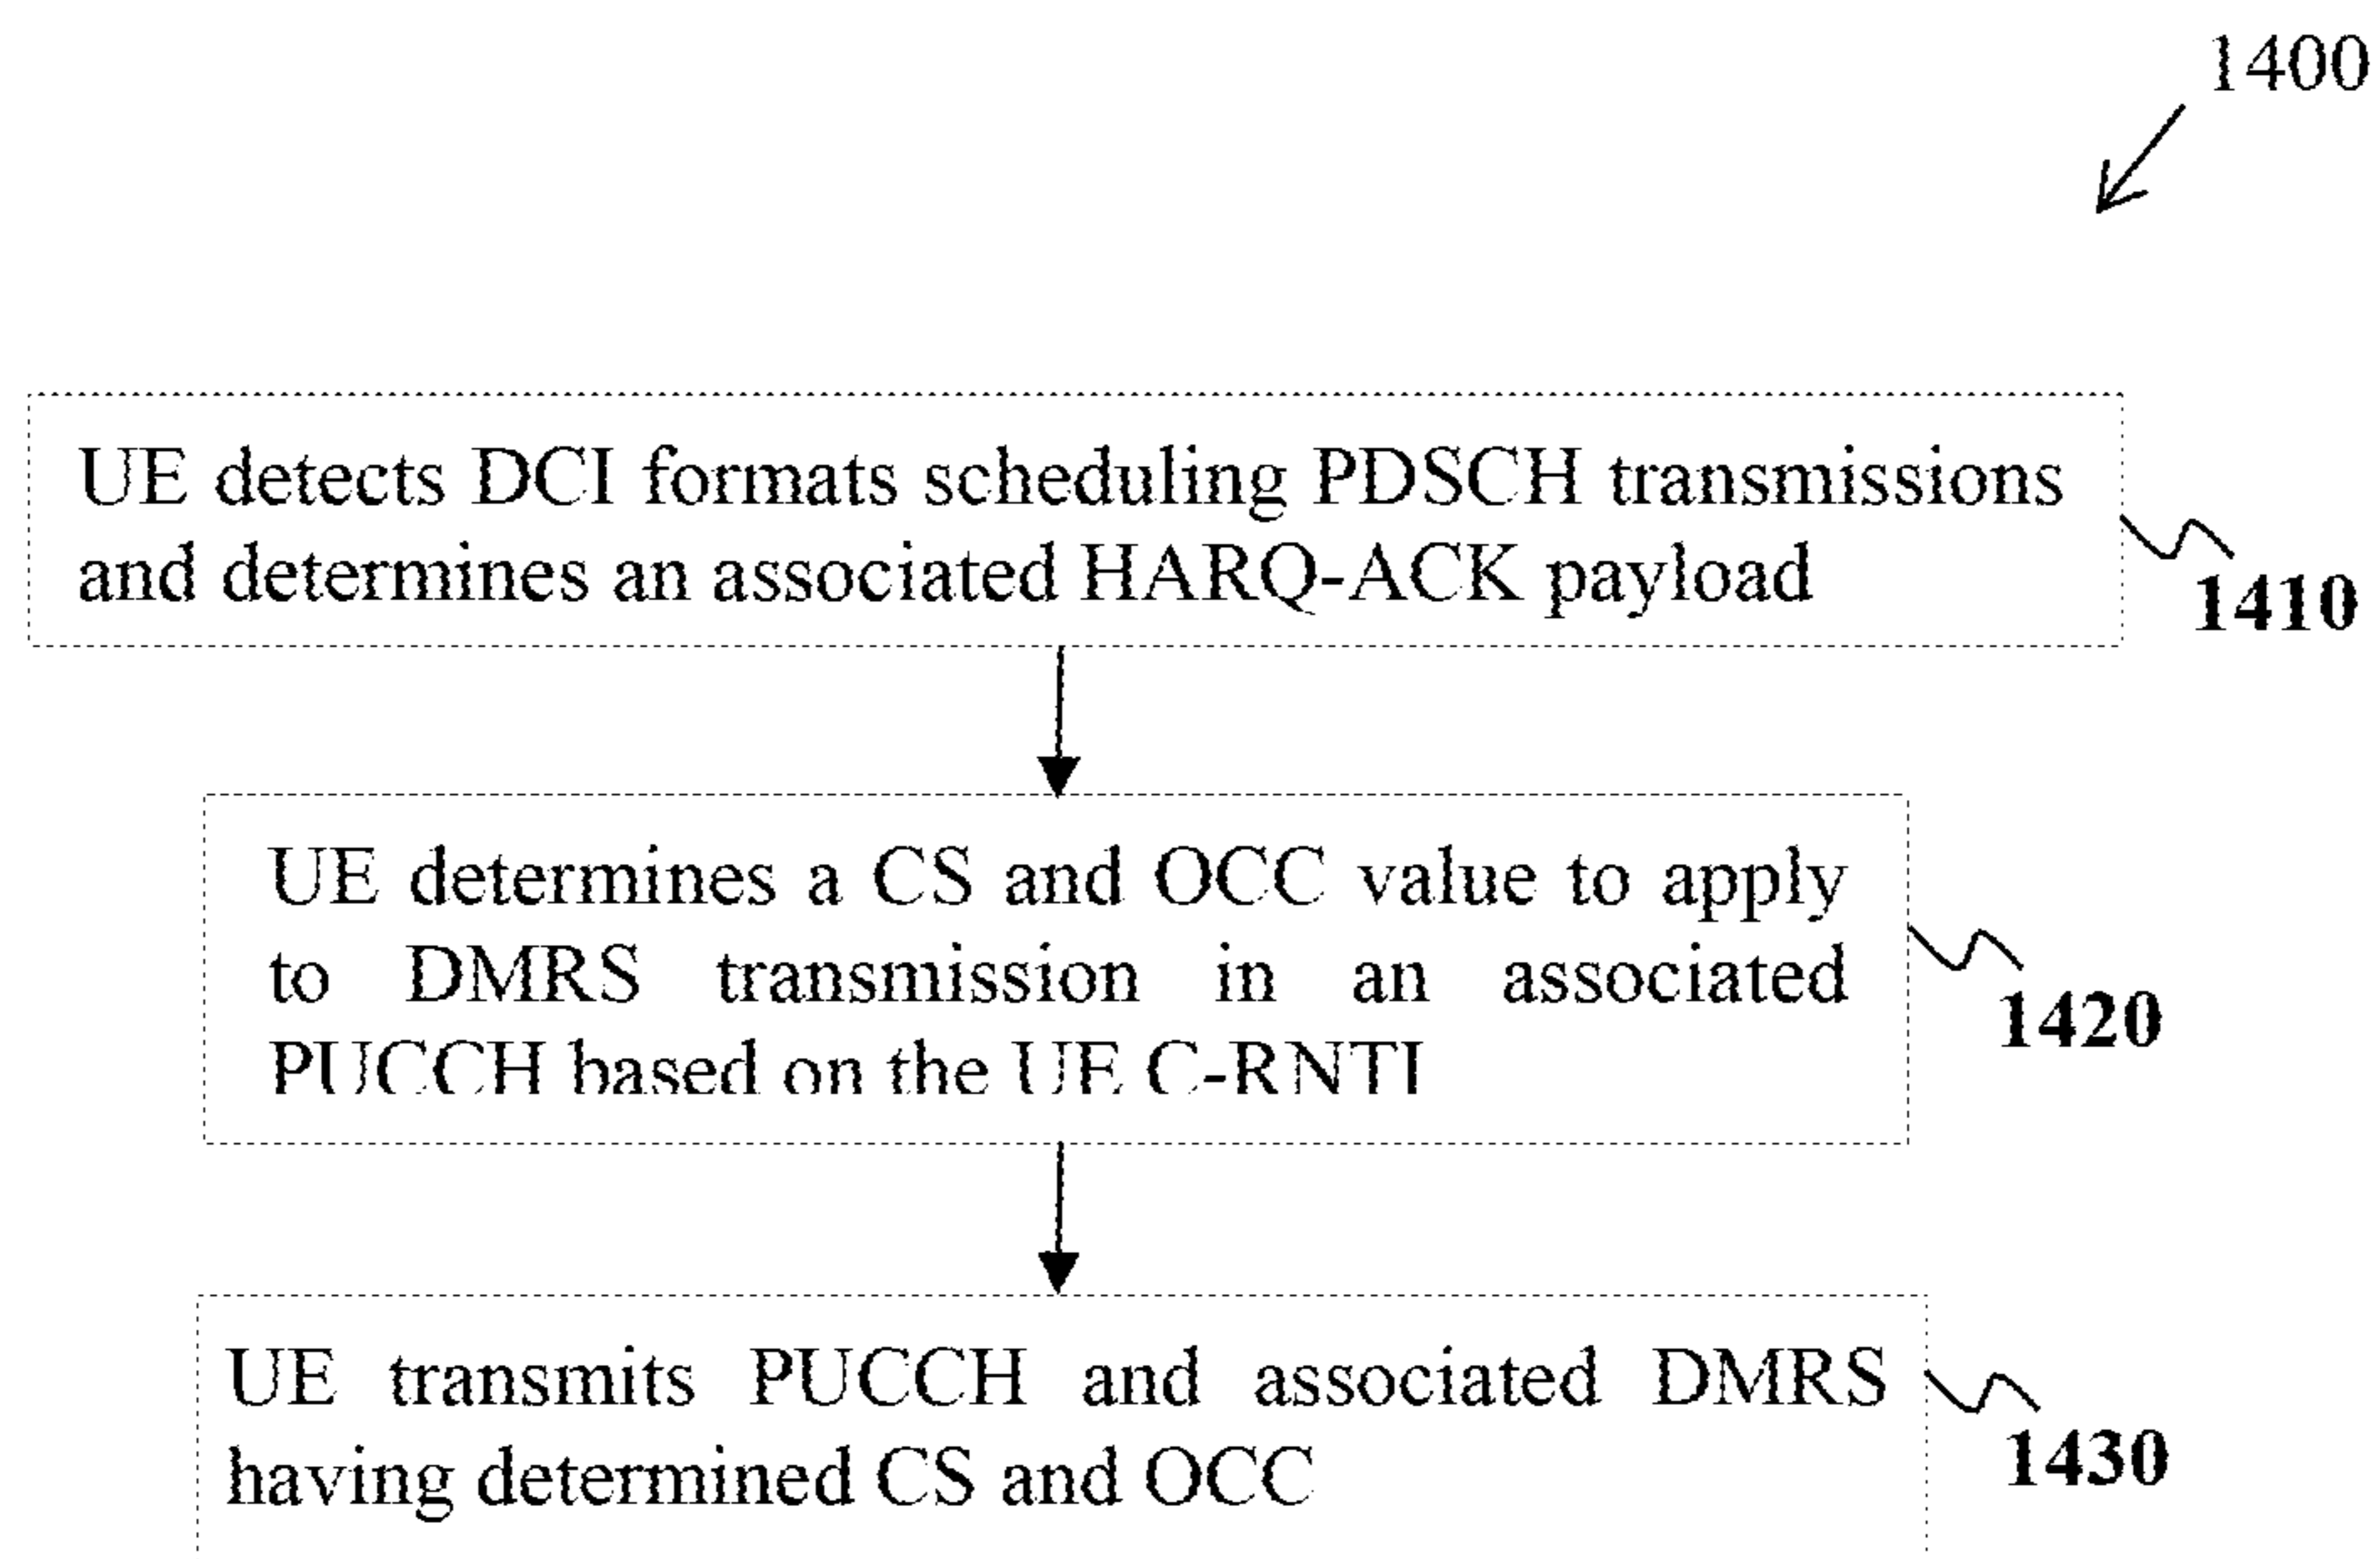 1400
UE detects DCI formats scheduling PDSCH transmissions
and determines an associated HARQ-ACK payload
1410
UE determines a CS and OCC value to apply
to DMRS transmission in an associated
PUCCH based on the UE C-RNTI
1420
UE transmits PUCCH and associated DMRS
having determined CS and OCC
1430